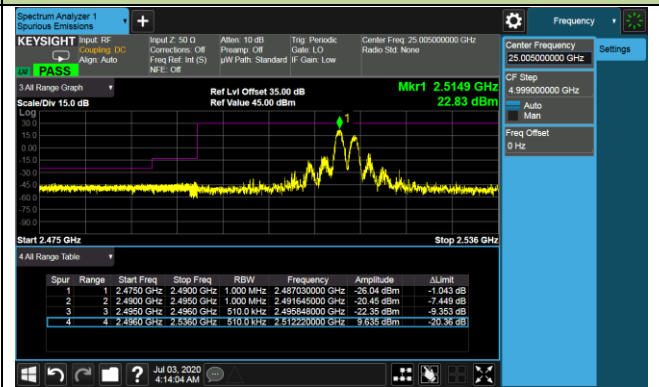 Spectrum Analyzer 1
Spurious Emissions
Frequency
KEYSIGHT Input: RF
Coupling: DC
Align: Auto
Input Z: 50 Ω
Corrections: Off
Freq Ref: Int (S)
NFE: Off
Atten: 10 dB
Preamp: Off
µW Path: Standard
Trig: Periodic
Gate: LO
IF Gain: Low
Center Freq: 25.005000000 GHz
Radio Std: None
PASS
Center Frequency
25.005000000 GHz
Settings
CF Step
4.999000000 GHz
Auto
Man
Freq Offset
0 Hz
3 All Range Graph
Scale/Div 15.0 dB
Ref Lvl Offset 35.00 dB
Ref Value 45.00 dBm
Mkr1 2.5149 GHz
22.83 dBm
Log
30.0
15.0
0.00
-15.0
-30.0
-45.0
-60.0
-75.0
-90.0
1
Start 2.475 GHz
Stop 2.536 GHz
4 All Range Table
Spur Range Start Freq Stop Freq RBW Frequency Amplitude ΔLimit
1 1 2.4750 GHz 2.4900 GHz 1.000 MHz 2.487030000 GHz -26.04 dBm -1.043 dB
2 2 2.4900 GHz 2.4950 GHz 1.000 MHz 2.491645000 GHz -20.45 dBm -7.449 dB
3 3 2.4950 GHz 2.4960 GHz 510.0 kHz 2.495848000 GHz -22.35 dBm -9.353 dB
4 4 2.4960 GHz 2.5360 GHz 510.0 kHz 2.512220000 GHz 9.635 dBm -20.36 dB
Jul 03, 2020
4:14:04 AM